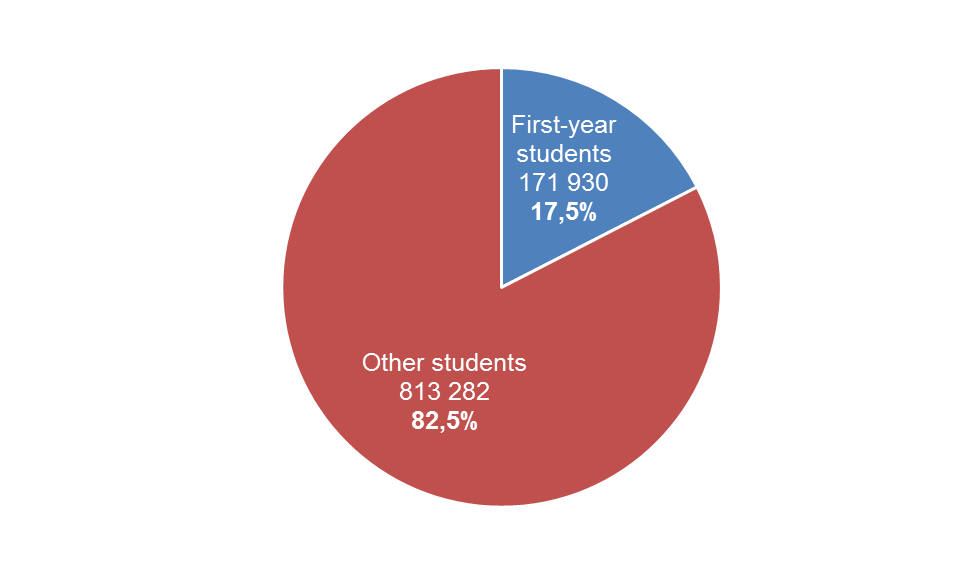 First-year
students
171 930
17,5%
Other students
813 282
82,5%